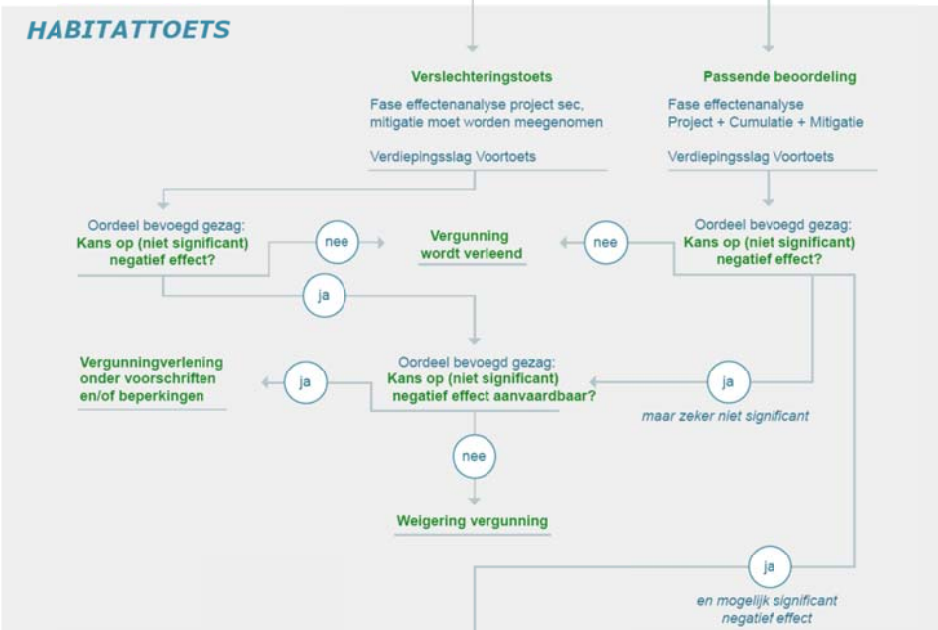 HABITATTOETS
Verslechteringstoets
Fase effectenanalyse project sec,
mitigatie moet worden meegenomen
Verdiepingsslag Voortoets
Passende beoordeling
Fase effectenanalyse
Project + Cumulatie + Mitigatie
Verdiepingsslag Voortoets
Oordeel bevoegd gezag:
Kans op (niet significant)
negatief effect?
nee
Vergunning
wordt verleend
nee
Oordeel bevoegd gezag:
Kans op (niet significant)
negatief effect?
ja
Vergunningverlening
onder voorschriften
en/of beperkingen
ja
Oordeel bevoegd gezag:
Kans op (niet significant)
negatief effect aanvaardbaar?
ja
maar zeker niet significant
nee
Weigering vergunning
ja
en mogelijk significant
negatief effect